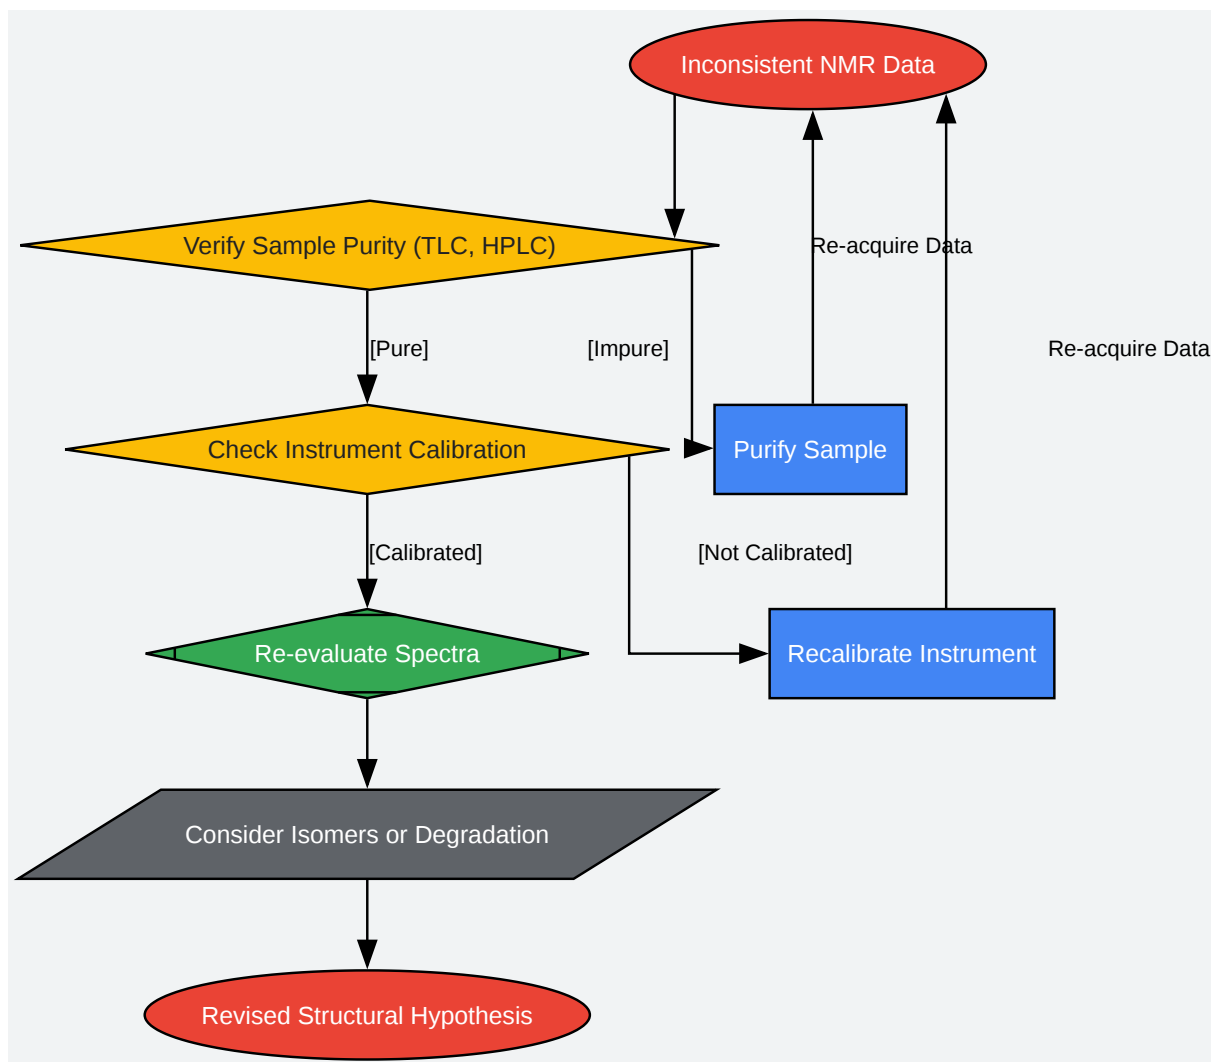 Inconsistent NMR Data
Verify Sample Purity (TLC, HPLC)
Re-acquire Data
[Pure]
[Impure]
Re-acquire Data
Check Instrument Calibration
Purify Sample
[Calibrated]
[Not Calibrated]
Re-evaluate Spectra
Recalibrate Instrument
Consider Isomers or Degradation
Revised Structural Hypothesis